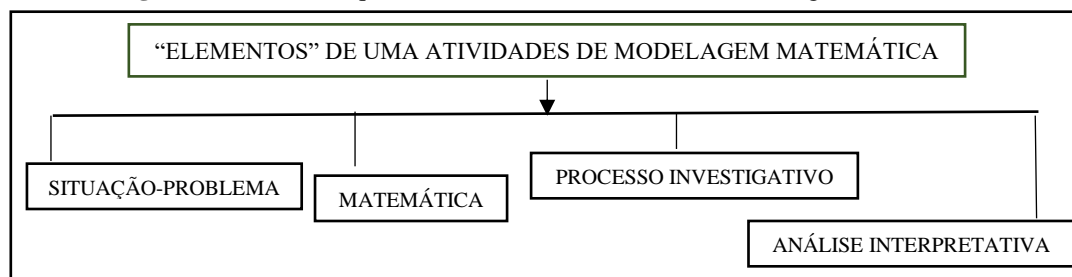 “ELEMENTOS” DE UMA ATIVIDADES DE MODELAGEM MATEMÁTICA
SITUAÇÃO-PROBLEMA
MATEMÁTICA
PROCESSO INVESTIGATIVO
ANÁLISE INTERPRETATIVA